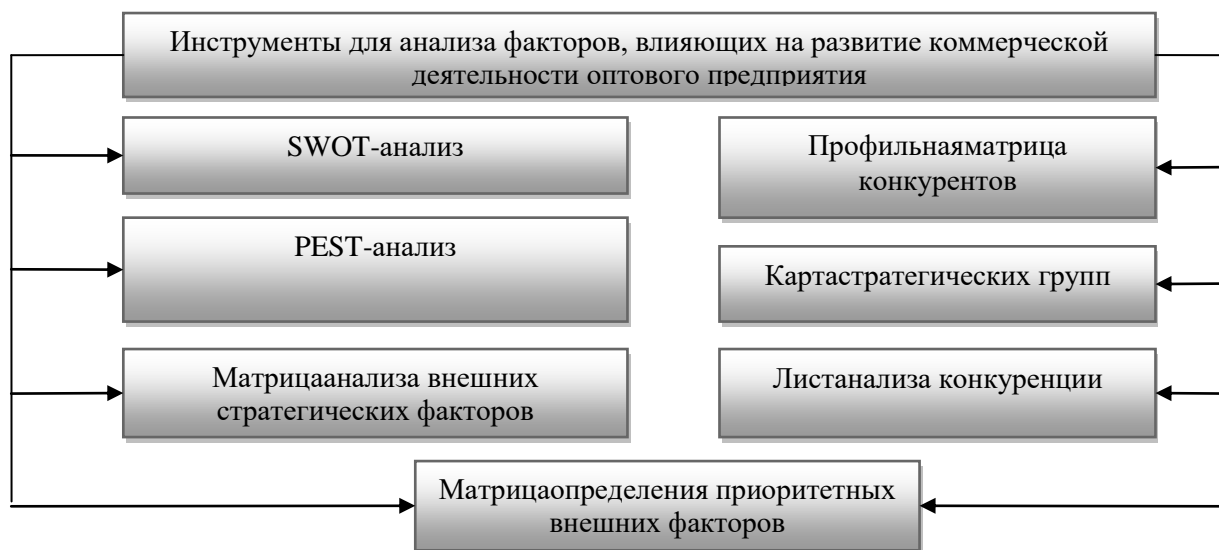 Инструменты для анализа факторов, влияющих на развитие коммерческой
деятельности оптового предприятия
SWOT-анализ
Профильнаяматрица
конкурентов
PEST-анализ
Картастратегических групп
Матрицаанализа внешних
стратегических факторов
Листанализа конкуренции
Матрицаопределения приоритетных
внешних факторов